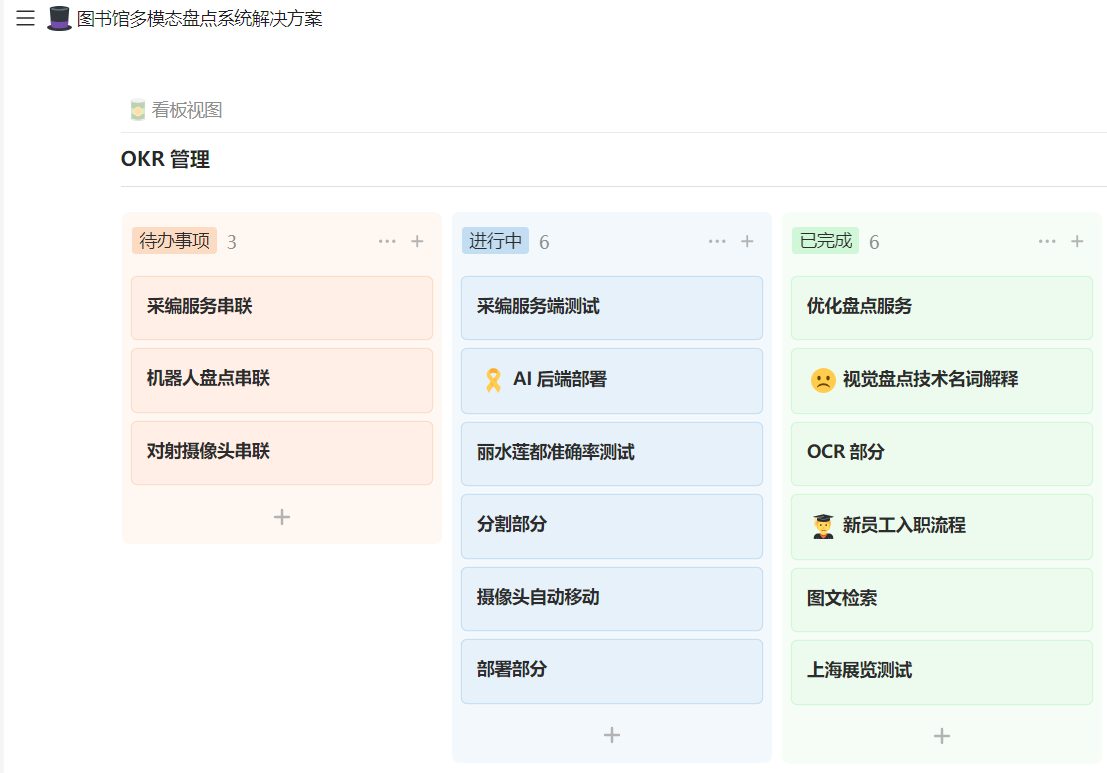 图书馆多模态盘点系统解决方案
看板视图
OKR 管理
待办事项 3
采编服务串联
机器人盘点串联
对射摄像头串联
进行中 6
采编服务端测试
AI 后端部署
丽水莲都准确率测试
分割部分
摄像头自动移动
部署部分
已完成 6
优化盘点服务
视觉盘点技术名词解释
OCR 部分
新员工入职流程
图文检索
上海展览测试